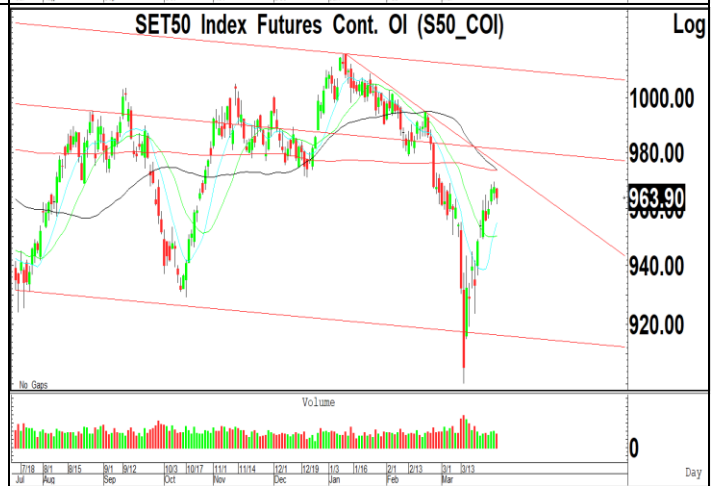 SET50 Index Futures Cont. OI (S50_COI)
Log
1000.00
980.00
963.90
940.00
920.00
No Gaps
Volume
0
7/18 8/1 8/15 9/1 9/12 10/3 10/17 11/1 11/14 12/1 12/19 1/3 1/16 2/1 2/13 3/1 3/13
Day
Jul Aug Sep Oct Nov Dec Jan Feb Mar